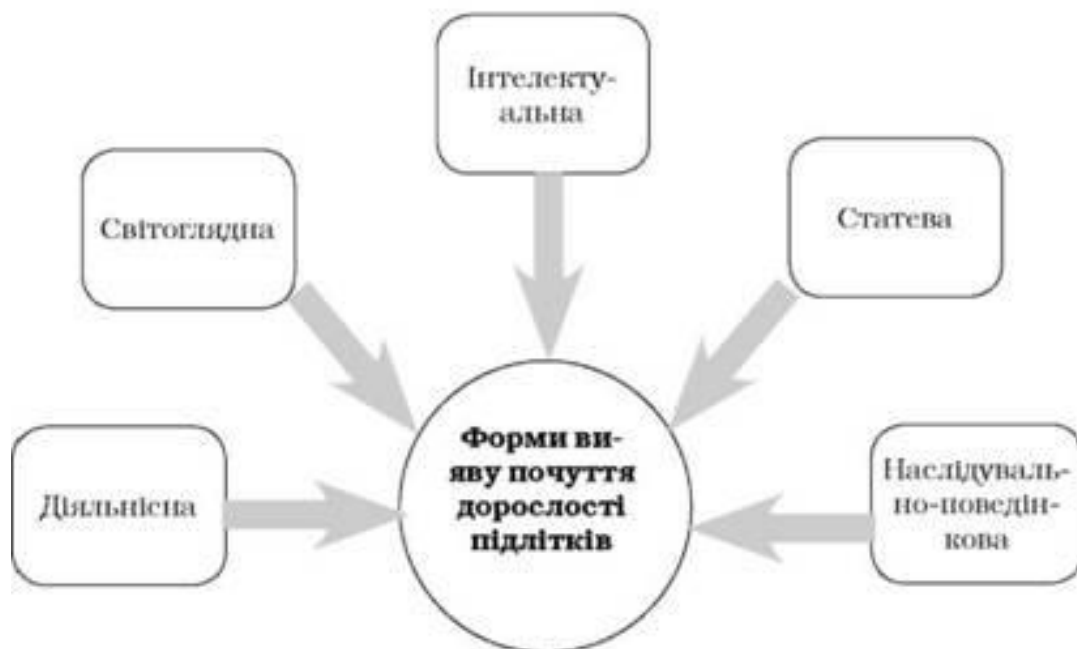 Інтелекту-
альна
Світоглядна
Статева
Форми ви-
яву почуття
дорослості
підлітків
Діяльнісна
Наслідуваль-
но-поведін-
кова